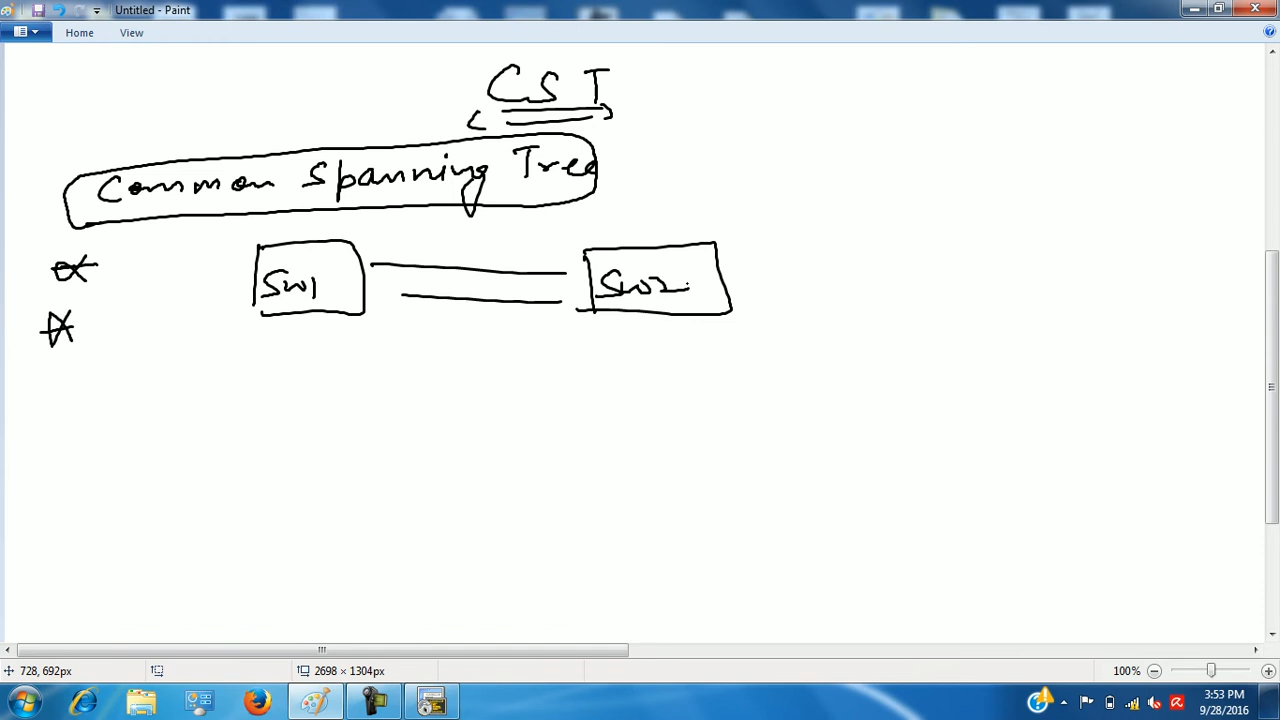 Untitled - Paint
Home View
CST
Common Spanning Tree
SW1 SW2
728, 692px 2698 × 1304px 100%
3:53 PM
9/28/2016